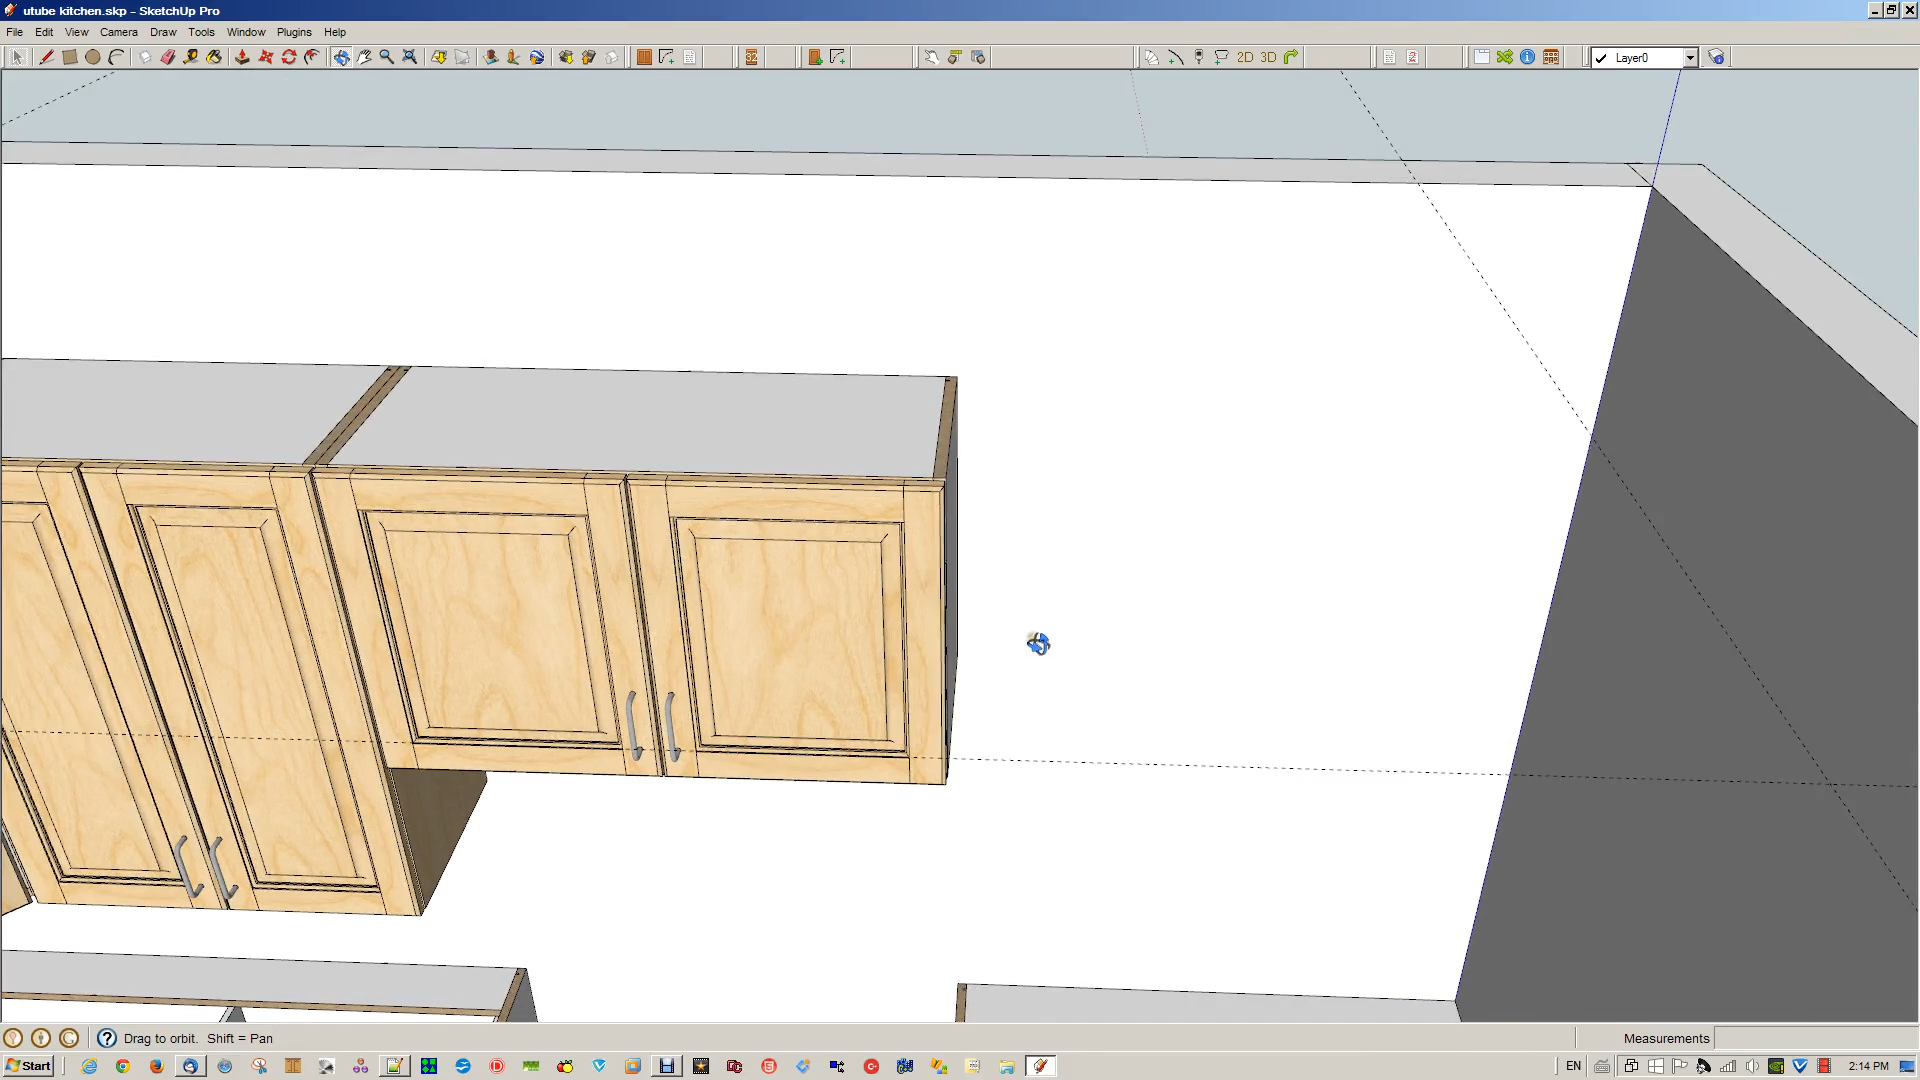 utube kitchen.skp - SketchUp Pro
File Edit View Camera Draw Tools Window Plugins Help
32
2D 3D
Layer0
Drag to orbit. Shift = Pan
Measurements
Start
EN
2:14 PM